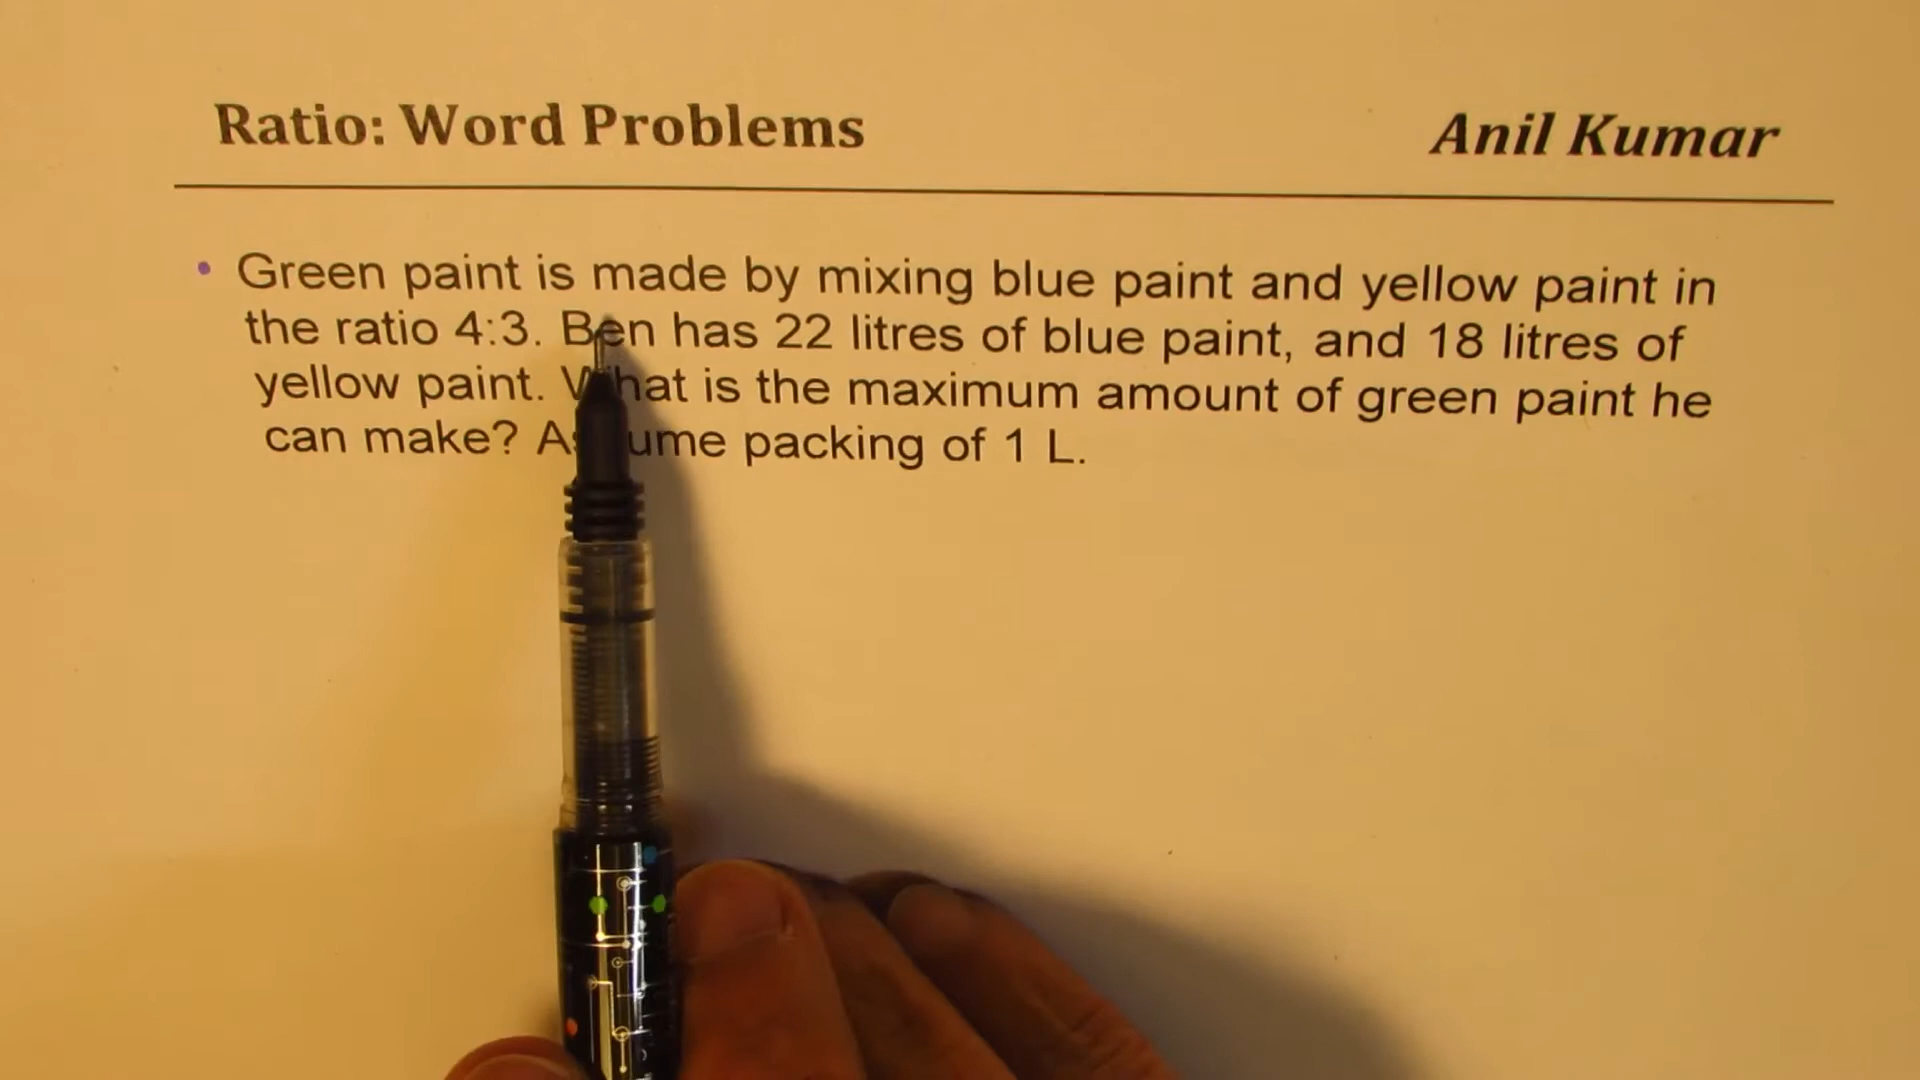 Ratio: Word Problems
Anil Kumar
• Green paint is made by mixing blue paint and yellow paint in
the ratio 4:3. Ben has 22 litres of blue paint, and 18 litres of
yellow paint. What is the maximum amount of green paint he
can make? Assume packing of 1 L.